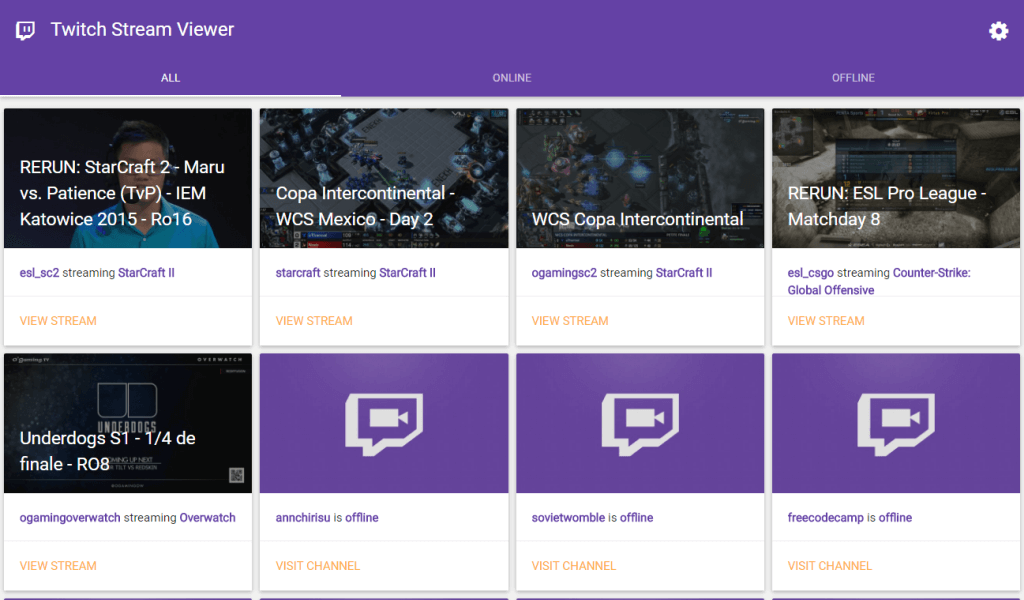 Twitch Stream Viewer
ALL
ONLINE
OFFLINE
RERUN: StarCraft 2 - Maru
vs. Patience (TvP) - IEM
Katowice 2015 - Ro16
esl_sc2 streaming StarCraft II
VIEW STREAM
Copa Intercontinental -
WCS Mexico - Day 2
starcraft streaming StarCraft II
VIEW STREAM
WCS Copa Intercontinental
ogamingsc2 streaming StarCraft II
VIEW STREAM
RERUN: ESL Pro League -
Matchday 8
esl_csgo streaming Counter-Strike:
Global Offensive
VIEW STREAM
OVERWATCH
UNDERDOGS
Underdogs S1 - 1/4 de
finale - RO8
ogamingoverwatch streaming Overwatch
VIEW STREAM
annchirisu is offline
VISIT CHANNEL
sovietwomble is offline
VISIT CHANNEL
freecodecamp is offline
VISIT CHANNEL